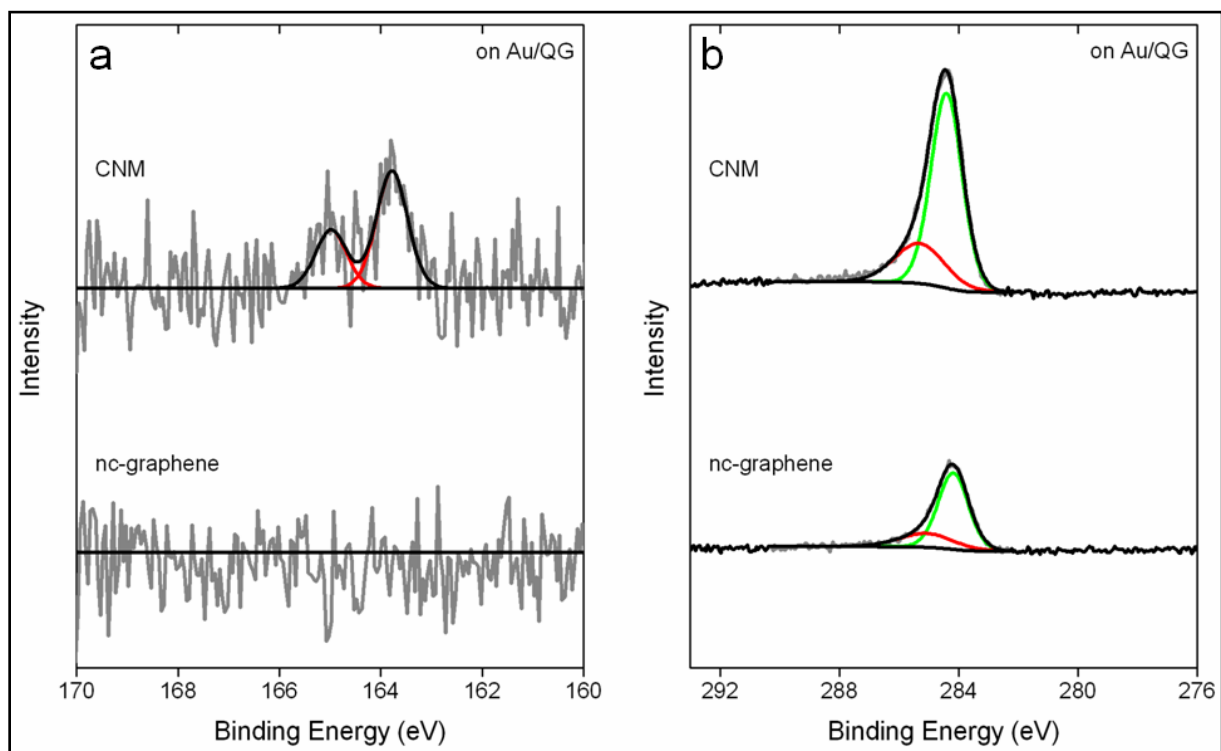 a
on Au/QG
CNM
nc-graphene
Intensity
170 168 166 164 162 160
Binding Energy (eV)
b
on Au/QG
CNM
nc-graphene
Intensity
292 288 284 280 276
Binding Energy (eV)